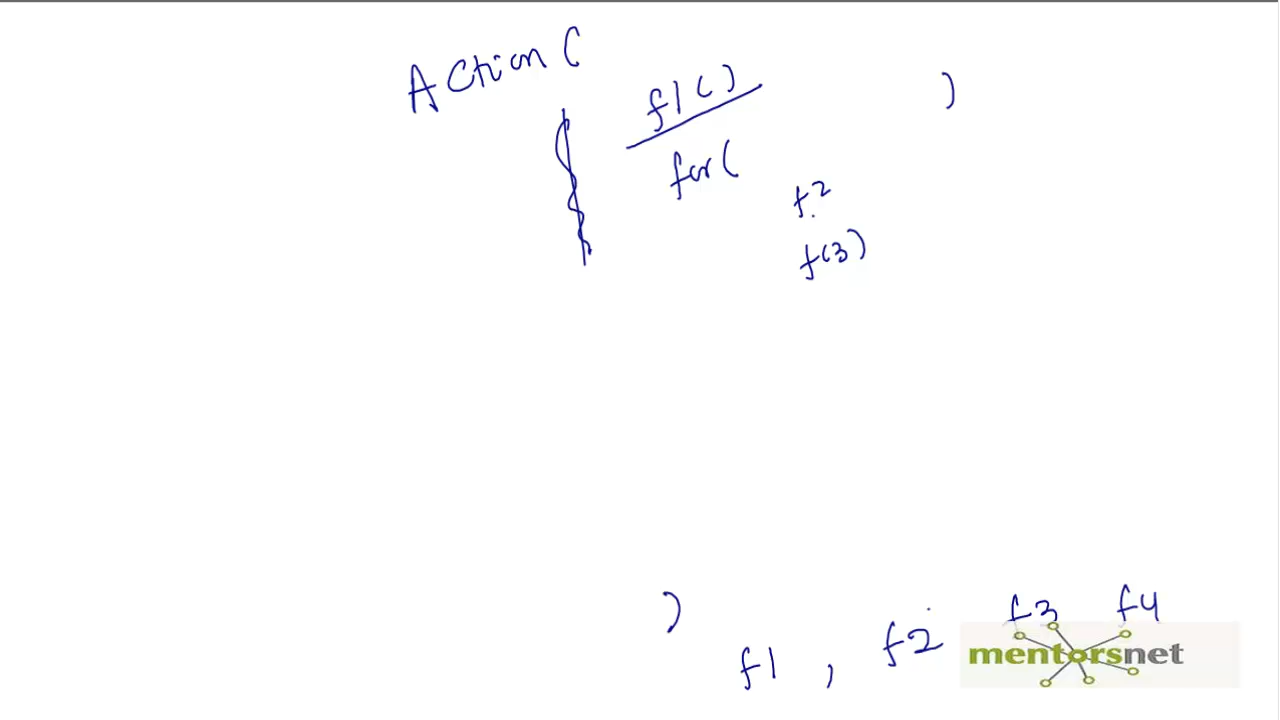 Action (
f1() )
for(
f2
f(3)
)
f1 , f2 f3 f4
mentorsnet